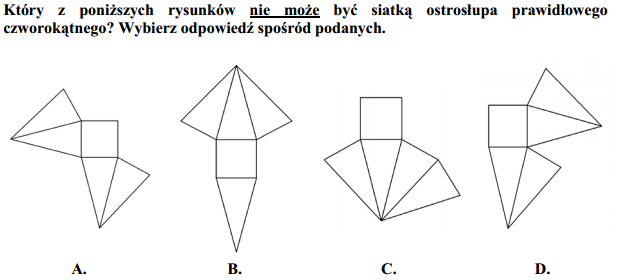 Który z poniższych rysunków nie może być siatką ostrosłupa prawidłowego
czworokątnego? Wybierz odpowiedź spośród podanych.
A. B. C. D.